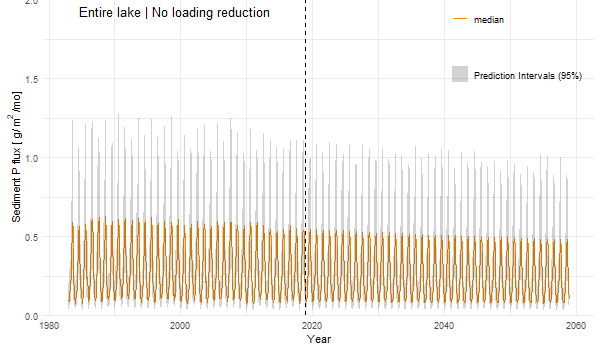 2.0
Entire lake | No loading reduction
median
1.5
Prediction Intervals (95%)
Sediment P flux [ g/ m² /mo]
1.0
0.5
0.0
1980
2000
2020
2040
2060
Year